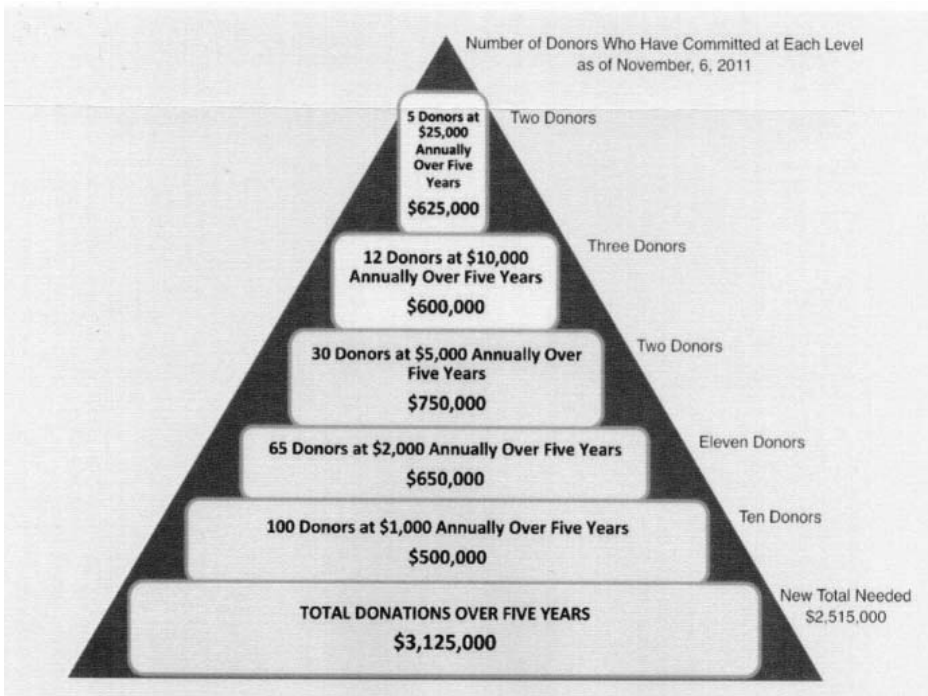 Number of Donors Who Have Committed at Each Level
as of November, 6, 2011
5 Donors at
$25,000
Annually
Over Five
Years
$625,000
Two Donors
12 Donors at $10,000
Annually Over Five Years
$600,000
Three Donors
30 Donors at $5,000 Annually Over
Five Years
$750,000
Two Donors
65 Donors at $2,000 Annually Over Five Years
$650,000
Eleven Donors
100 Donors at $1,000 Annually Over Five Years
$500,000
Ten Donors
TOTAL DONATIONS OVER FIVE YEARS
$3,125,000
New Total Needed
$2,515,000